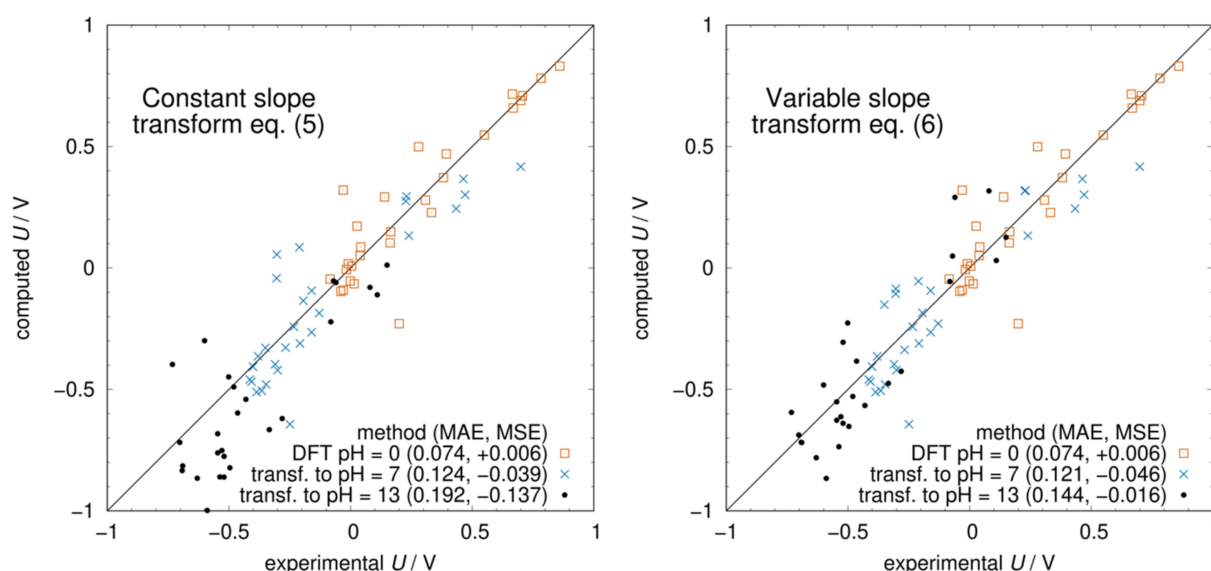 1
0.5
0
−0.5
−1
−1
−0.5
0
0.5
1
computed U / V
experimental U / V
Constant slope
transform eq. (5)
method (MAE, MSE)
DFT pH = 0 (0.074, +0.006)
transf. to pH = 7 (0.124, −0.039)
transf. to pH = 13 (0.192, −0.137)
1
0.5
0
−0.5
−1
−1
−0.5
0
0.5
computed U / V
experimental U / V
Variable slope
transform eq. (6)
method (MAE, MSE)
DFT pH = 0 (0.074, +0.006)
transf. to pH = 7 (0.121, −0.046)
transf. to pH = 13 (0.144, −0.016)